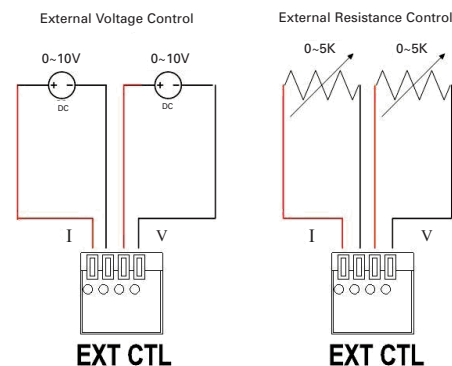 External Voltage Control
External Resistance Control
0~10V
0~10V
0~5K
0~5K
+ -
+ -
DC
DC
I
V
I
V
EXT CTL
EXT CTL